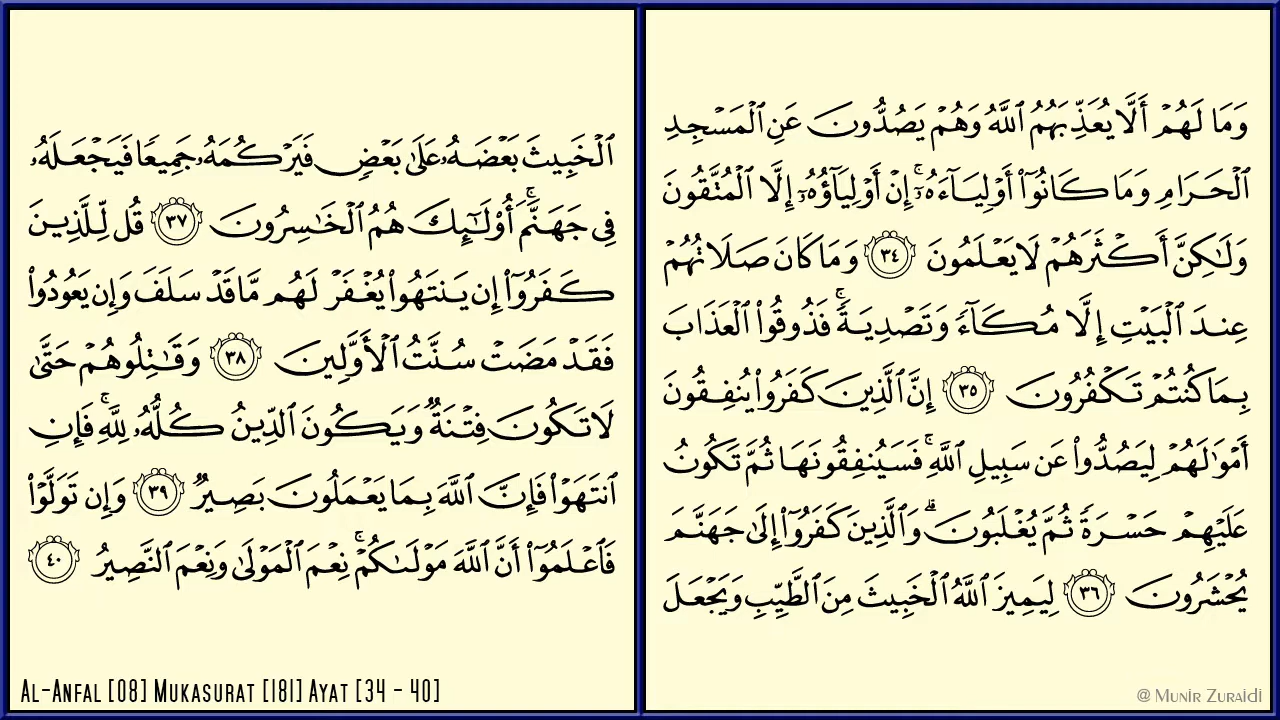 وَمَا لَهُمْ أَلَّا يُعَذِّبَهُمُ ٱللَّهُ وَهُمْ يَصُدُّونَ عَنِ ٱلْمَسْجِدِ
ٱلْحَرَامِ وَمَا كَانُوٓا۟ أَوْلِيَآءَهُۥٓ ۚ إِنْ أَوْلِيَآؤُهُۥٓ إِلَّا ٱلْمُتَّقُونَ
وَلَٰكِنَّ أَكْثَرَهُمْ لَا يَعْلَمُونَ ٣٤ وَمَا كَانَ صَلَاتُهُمْ
عِندَ ٱلْبَيْتِ إِلَّا مُكَآءً وَتَصْدِيَةً ۚ فَذُوقُوا۟ ٱلْعَذَابَ
بِمَا كُنتُمْ تَكْفُرُونَ ٣٥ إِنَّ ٱلَّذِينَ كَفَرُوا۟ يُنفِقُونَ
أَمْوَٰلَهُمْ لِيَصُدُّوا۟ عَن سَبِيلِ ٱللَّهِ ۚ فَسَيُنفِقُونَهَا ثُمَّ تَكُونُ
عَلَيْهِمْ حَسْرَةً ثُمَّ يُغْلَبُونَ ۗ وَٱلَّذِينَ كَفَرُوٓا۟ إِلَىٰ جَهَنَّمَ
يُحْشَرُونَ ٣٦ لِيَمِيزَ ٱللَّهُ ٱلْخَبِيثَ مِنَ ٱلطَّيِّبِ وَيَجْعَلَ
ٱلْخَبِيثَ بَعْضَهُۥ عَلَىٰ بَعْضٍ فَيَرْكُمَهُۥ جَمِيعًا فَيَجْعَلَهُۥ
فِى جَهَنَّمَ ۚ أُو۟لَٰٓئِكَ هُمُ ٱلْخَٰسِرُونَ ٣٧ قُل لِّلَّذِينَ
كَفَرُوٓا۟ إِن يَنتَهُوا۟ يُغْفَرْ لَهُم مَّا قَدْ سَلَفَ وَإِن يَعُودُوا۟
فَقَدْ مَضَتْ سُنَّتُ ٱلْأَوَّلِينَ ٣٨ وَقَٰتِلُوهُمْ حَتَّىٰ
لَا تَكُونَ فِتْنَةٌ وَيَكُونَ ٱلدِّينُ كُلُّهُۥ لِلَّهِ ۚ فَإِنِ
ٱنتَهَوْا۟ فَإِنَّ ٱللَّهَ بِمَا يَعْمَلُونَ بَصِيرٌ ٣٩ وَإِن تَوَلَّوْا۟
فَٱعْلَمُوٓا۟ أَنَّ ٱللَّهَ مَوْلَىٰكُمْ ۚ نِعْمَ ٱلْمَوْلَىٰ وَنِعْمَ ٱلنَّصِيرُ ٤٠
Al-Anfal [08] Mukasurat [181] Ayat [34 - 40]
@ Munir Zuraidi